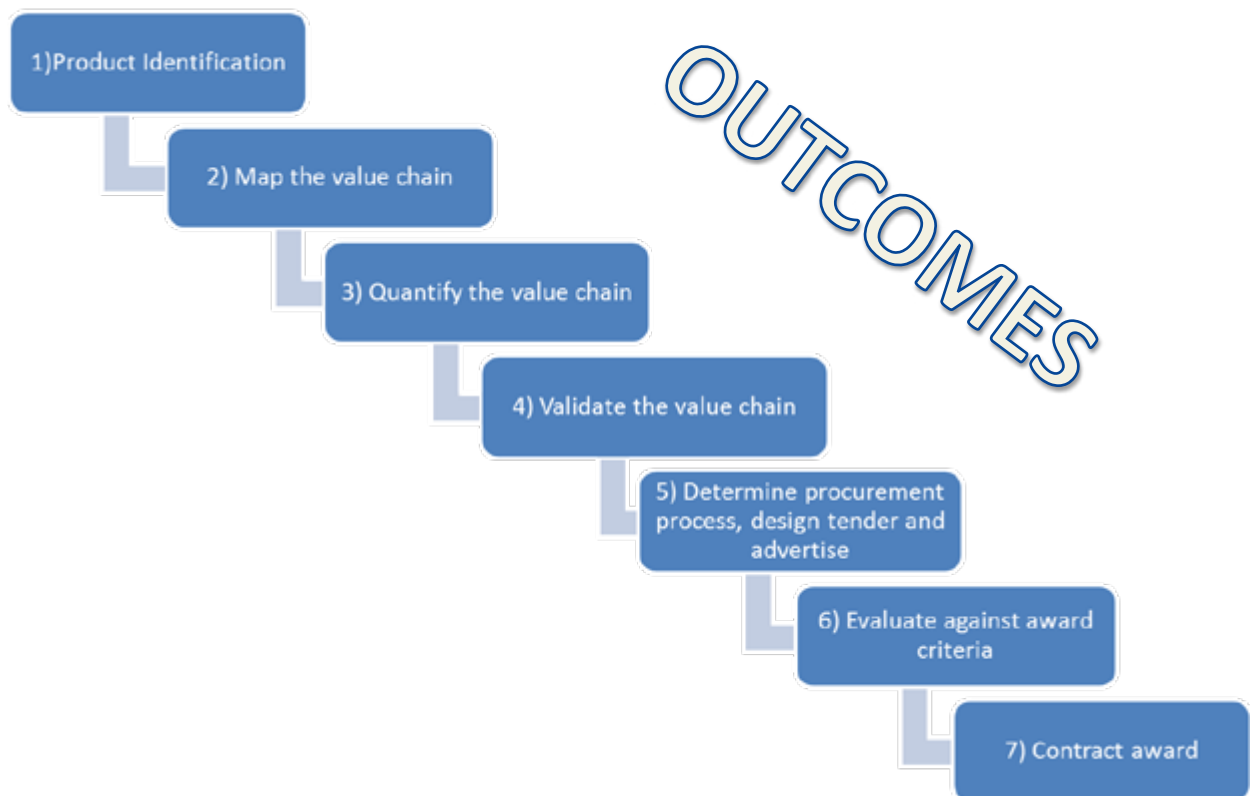 1)Product Identification
OUTCOMES
2) Map the value chain
3) Quantify the value chain
4) Validate the value chain
5) Determine procurement
process, design tender and
advertise
6) Evaluate against award
criteria
7) Contract award